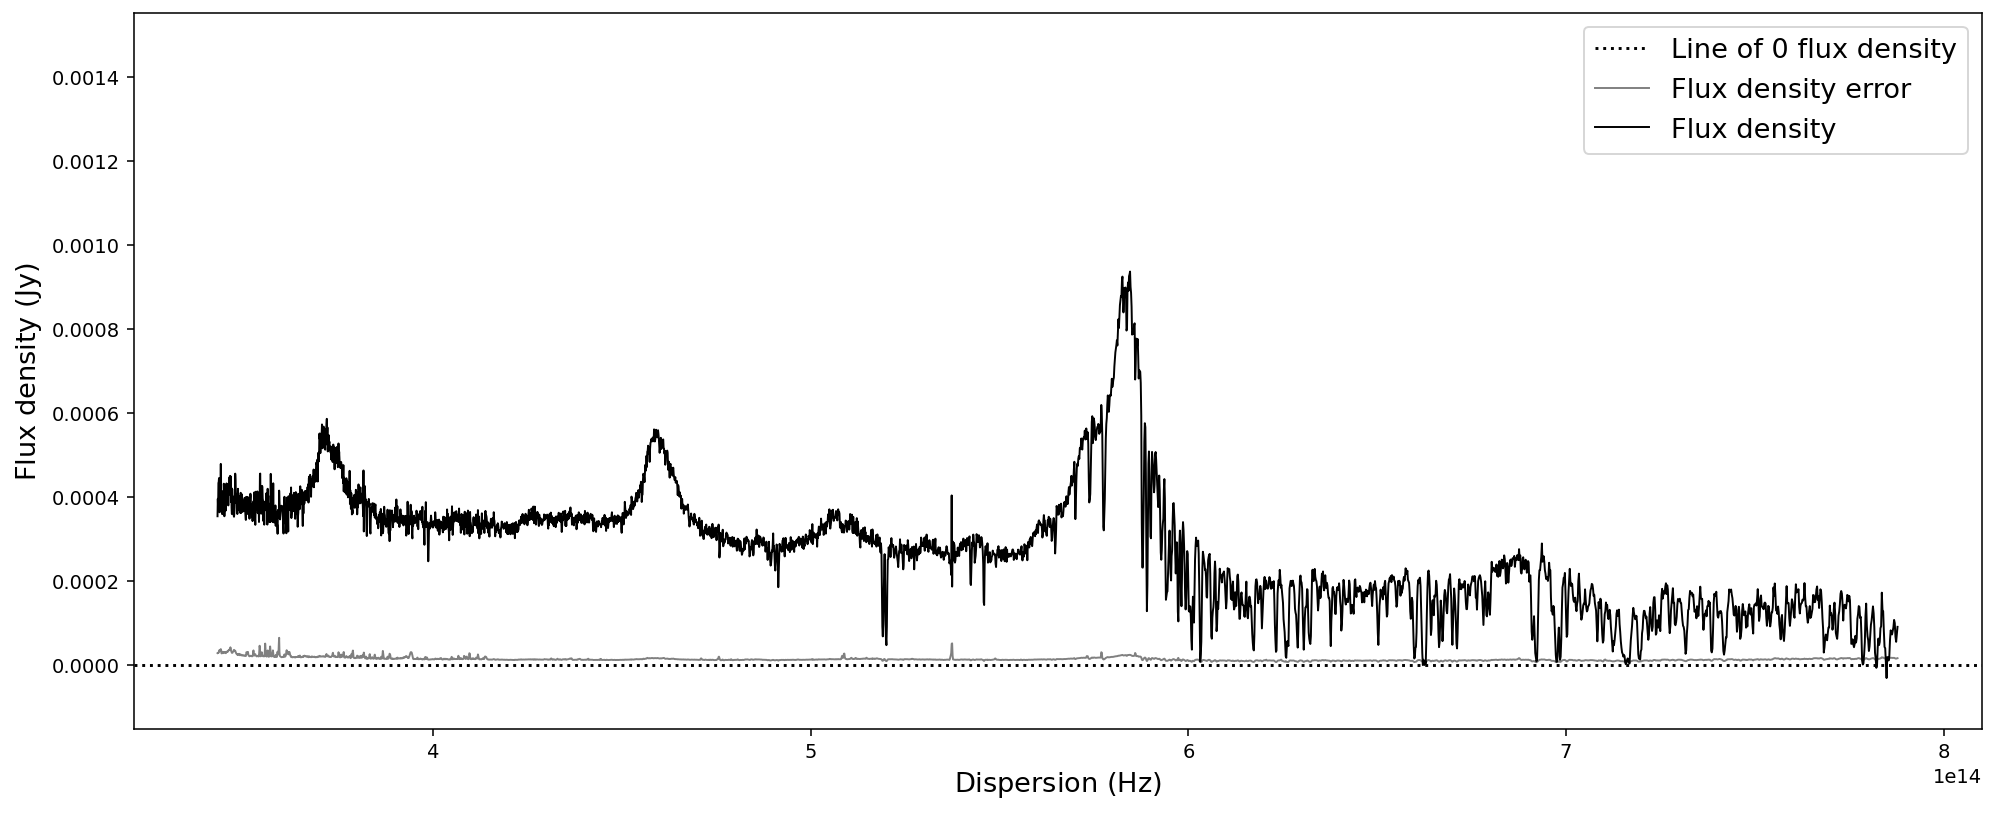 Line of 0 flux density
Flux density error
Flux density
Flux density (Jy)
0.0014
0.0012
0.0010
0.0008
0.0006
0.0004
0.0002
0.0000
4 5 6 7 8
1e14
Dispersion (Hz)